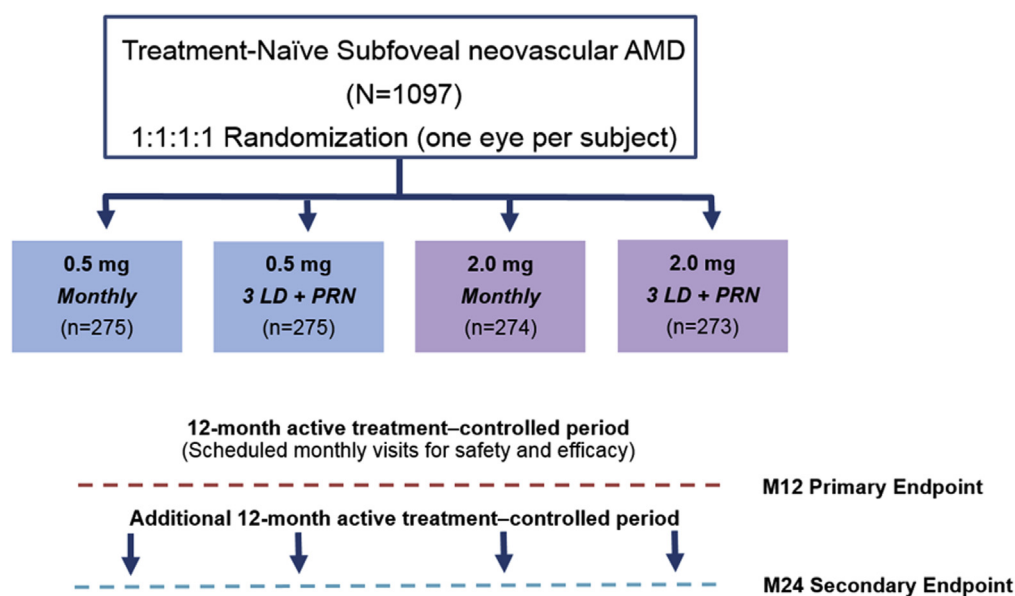 Treatment-Naïve Subfoveal neovascular AMD
(N=1097)
1:1:1:1 Randomization (one eye per subject)
0.5 mg
Monthly
(n=275)
0.5 mg
3 LD + PRN
(n=275)
2.0 mg
Monthly
(n=274)
2.0 mg
3 LD + PRN
(n=273)
12-month active treatment–controlled period
(Scheduled monthly visits for safety and efficacy)
M12 Primary Endpoint
Additional 12-month active treatment–controlled period
M24 Secondary Endpoint